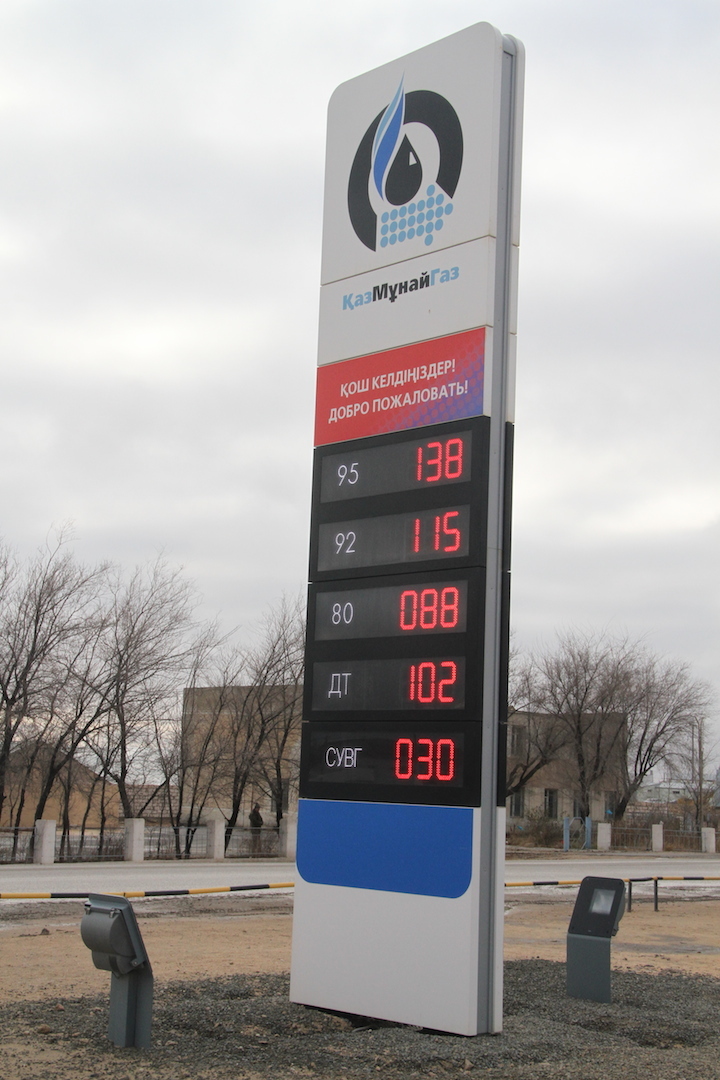 ҚазМұнайГаз
ҚОШ КЕЛДІҢІЗДЕР!
ДОБРО ПОЖАЛОВАТЬ!
95 138
92 115
80 088
ДТ 102
СУВГ 030